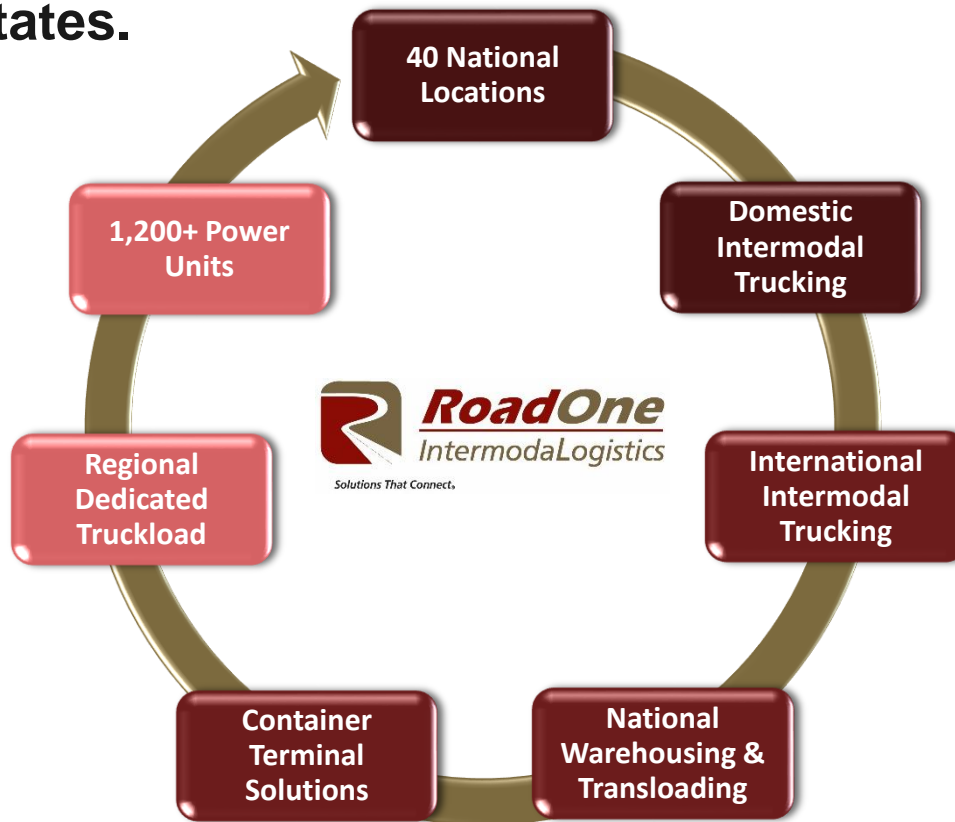 tates.
40 National
Locations
Domestic
Intermodal
Trucking
International
Intermodal
Trucking
National
Warehousing &
Transloading
Container
Terminal
Solutions
Regional
Dedicated
Truckload
1,200+ Power
Units
RoadOne
IntermodaLogistics
Solutions That Connect.